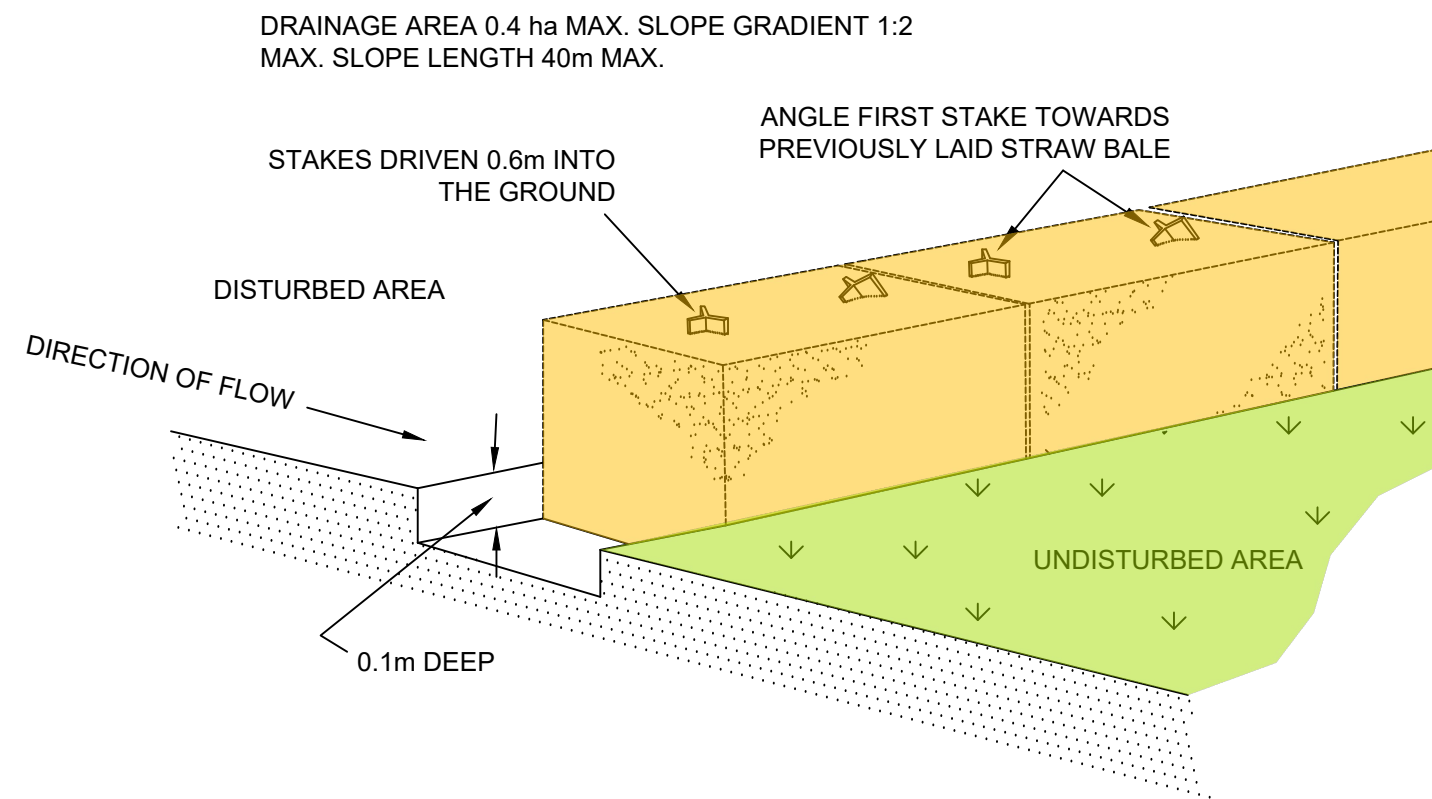 DRAINAGE AREA 0.4 ha MAX. SLOPE GRADIENT 1:2
MAX. SLOPE LENGTH 40m MAX.
ANGLE FIRST STAKE TOWARDS
PREVIOUSLY LAID STRAW BALE
STAKES DRIVEN 0.6m INTO
THE GROUND
DISTURBED AREA
DIRECTION OF FLOW
UNDISTURBED AREA
0.1m DEEP